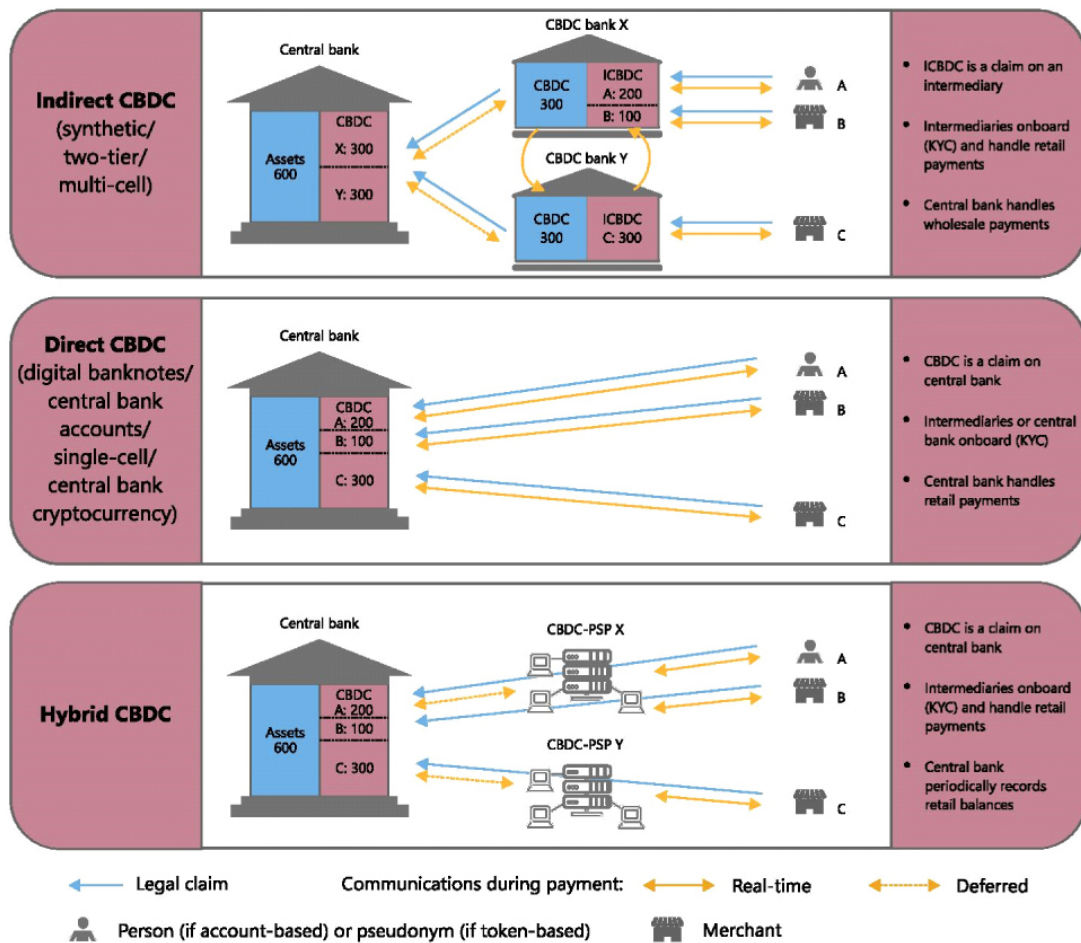 Indirect CBDC
(synthetic/
two-tier/
multi-cell)
Central bank
Assets
600
CBDC
X: 300
Y: 300
CBDC bank X
CBDC
300
ICBDC
A: 200
B: 100
CBDC bank Y
CBDC
300
ICBDC
C: 300
A
B
C
• ICBDC is a claim on an
intermediary
• Intermediaries onboard
(KYC) and handle retail
payments
• Central bank handles
wholesale payments
Direct CBDC
(digital banknotes/
central bank
accounts/
single-cell/
central bank
cryptocurrency)
Central bank
Assets
600
CBDC
A: 200
B: 100
C: 300
A
B
C
• CBDC is a claim on
central bank
• Intermediaries or central
bank onboard (KYC)
• Central bank handles
retail payments
Hybrid CBDC
Central bank
Assets
600
CBDC
A: 200
B: 100
C: 300
CBDC-PSP X
CBDC-PSP Y
A
B
C
• CBDC is a claim on
central bank
• Intermediaries onboard
(KYC) and handle retail
payments
• Central bank
periodically records
retail balances
Legal claim
Communications during payment:
Real-time
Deferred
Person (if account-based) or pseudonym (if token-based)
Merchant